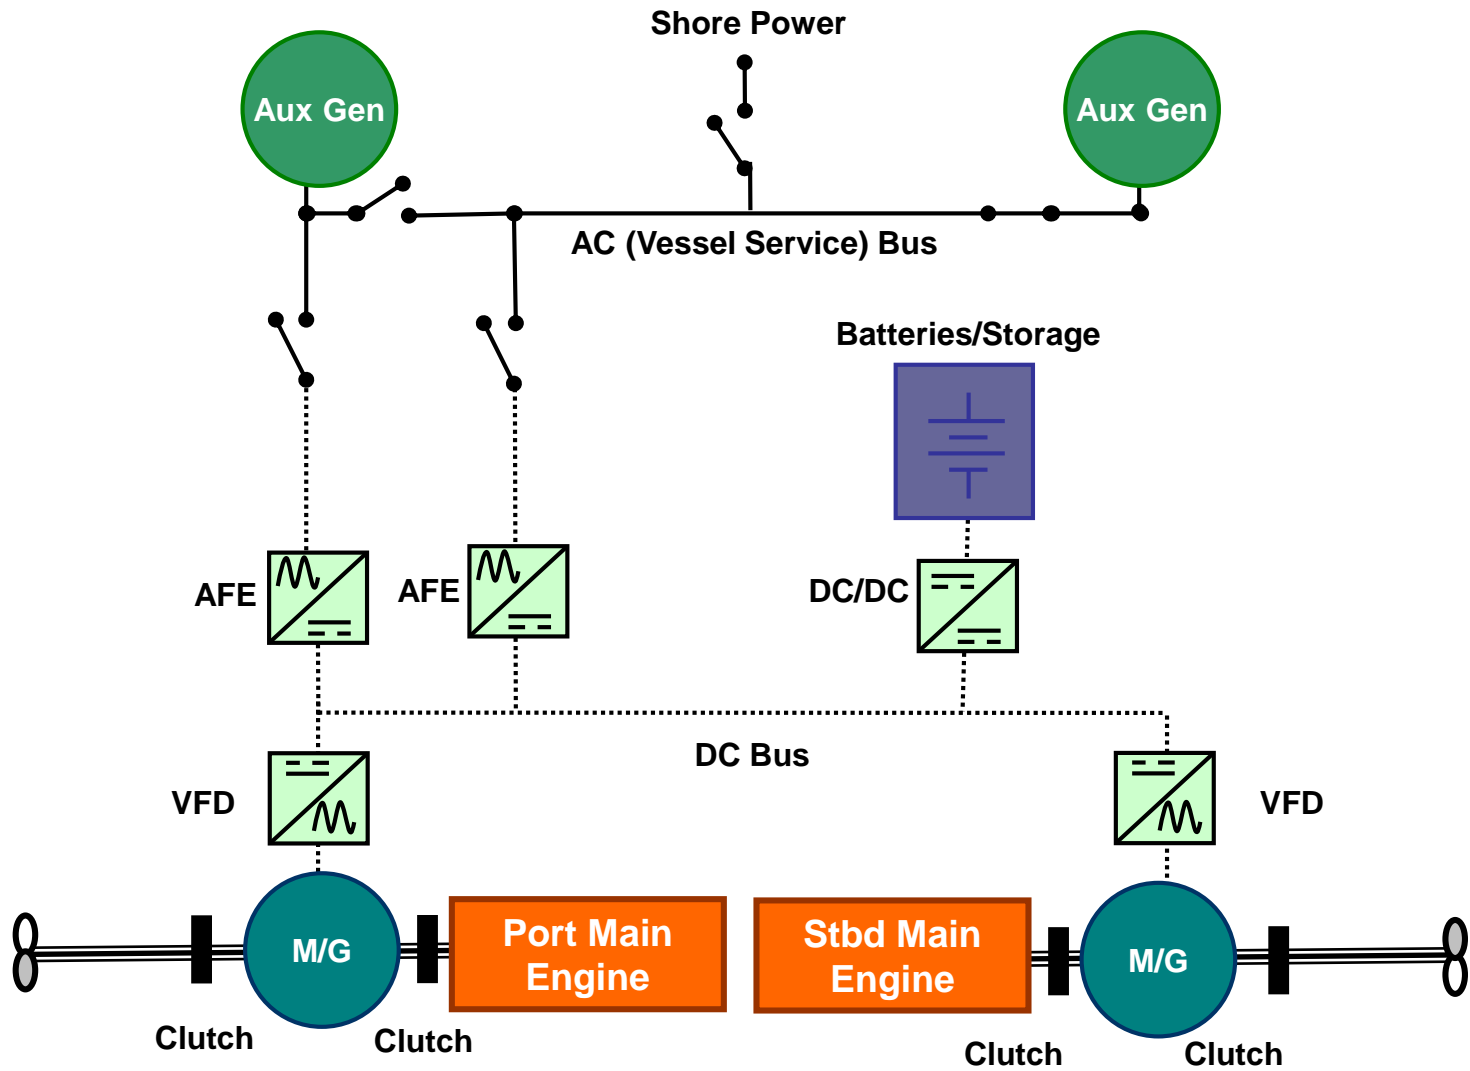 Shore Power
Aux Gen
Aux Gen
AC (Vessel Service) Bus
Batteries/Storage
AFE
AFE
DC/DC
DC Bus
VFD
VFD
M/G
Port Main
Engine
Stbd Main
Engine
M/G
Clutch
Clutch
Clutch
Clutch